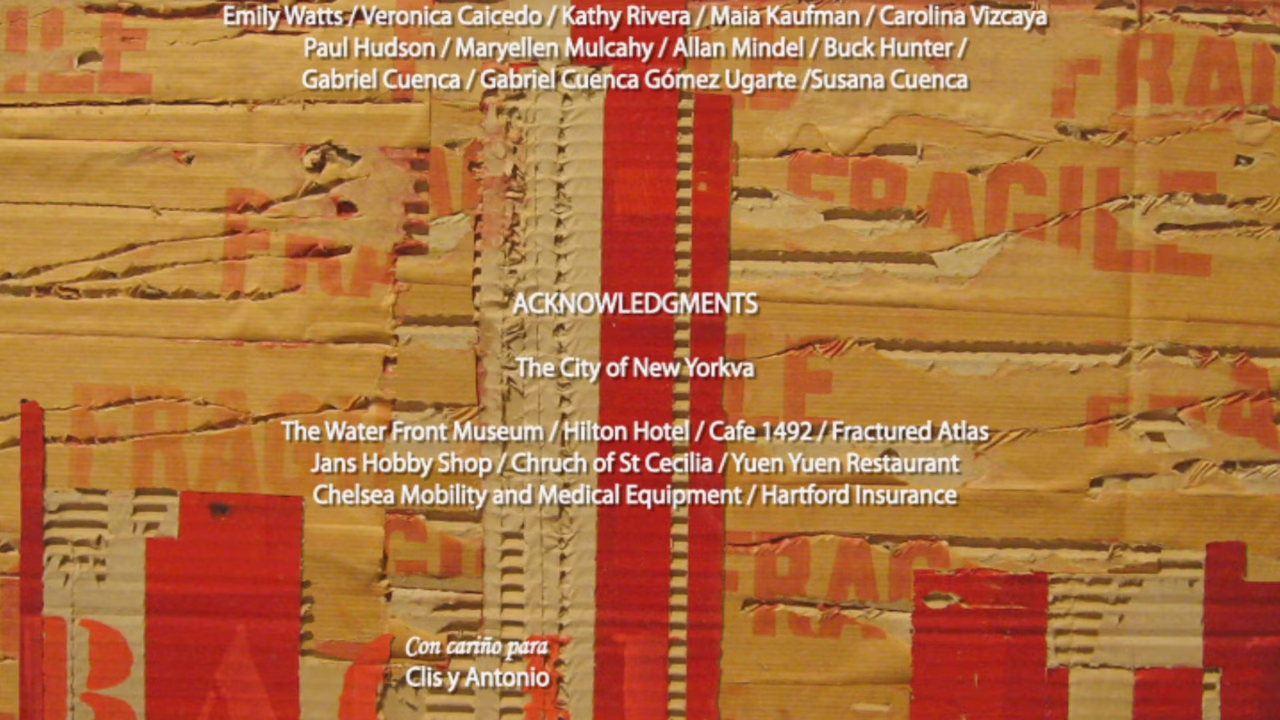 Emily Watts / Veronica Caicedo / Kathy Rivera / Maia Kaufman / Carolina Vizcaya
Paul Hudson / Maryellen Mulcahy / Allan Mindel / Buck Hunter /
Gabriel Cuenca / Gabriel Cuenca Gómez Ugarte /Susana Cuenca
FRAGILE
ACKNOWLEDGMENTS
The City of New Yorkva
The Water Front Museum / Hilton Hotel / Cafe 1492 / Fractured Atlas
Jans Hobby Shop / Chruch of St Cecilia / Yuen Yuen Restaurant
Chelsea Mobility and Medical Equipment / Hartford Insurance
Con cariño para
Clis y Antonio